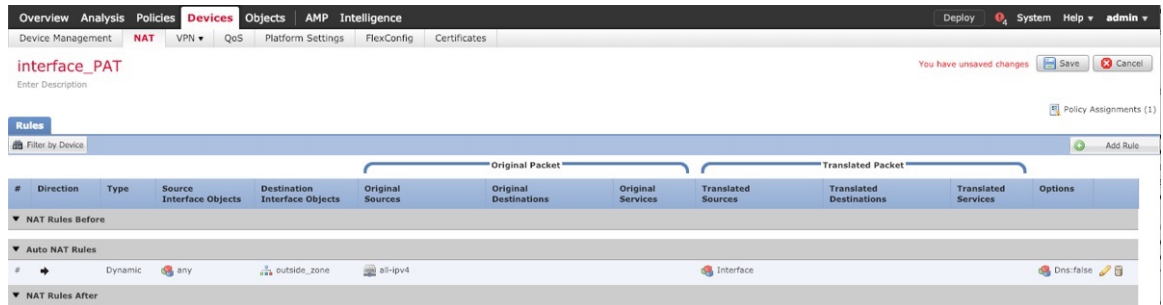 Overview Analysis Policies Devices Objects AMP Intelligence Deploy 4 System Help admin
Device Management NAT VPN QoS Platform Settings FlexConfig Certificates
interface_PAT
You have unsaved changes Save Cancel
Enter Description
Policy Assignments (1)
Rules
Filter by Device Add Rule
Original Packet Translated Packet
# Direction Type Source Interface Objects Destination Interface Objects Original Sources Original Destinations Original Services Translated Sources Translated Destinations Translated Services Options
NAT Rules Before
Auto NAT Rules
# Dynamic any outside_zone all-ipv4 Interface Dns:false
NAT Rules After